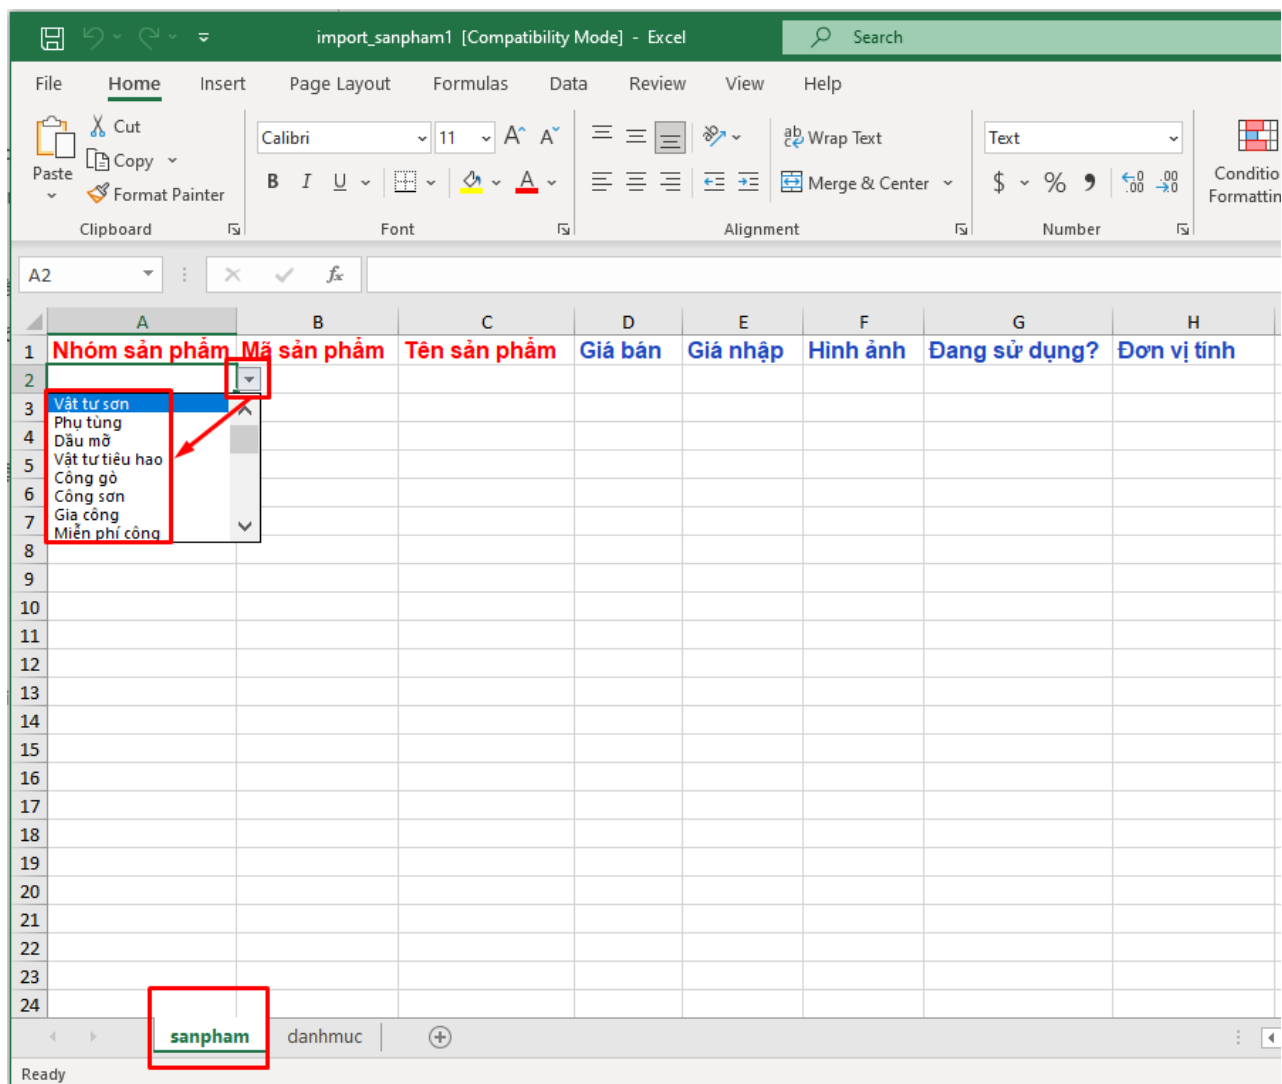 import_sanpham1 [Compatibility Mode] - Excel
Search
File Home Insert Page Layout Formulas Data Review View Help
Paste
Cut
Copy
Format Painter
Clipboard
Calibri 11
B I U
Font
Wrap Text
Merge & Center
Alignment
Text
$ % 9
Number
Conditio
Formattin
A2
fx
A B C D E F G H
1 Nhóm sản phẩm Mã sản phẩm Tên sản phẩm Giá bán Giá nhập Hình ảnh Đang sử dụng? Đơn vị tính
2
Vật tư sơn
Phụ tùng
Dầu mỡ
Vật tư tiêu hao
Công gò
Công sơn
Gia công
Miễn phí công
3
4
5
6
7
8
9
10
11
12
13
14
15
16
17
18
19
20
21
22
23
24
sanpham danhmuc
Ready